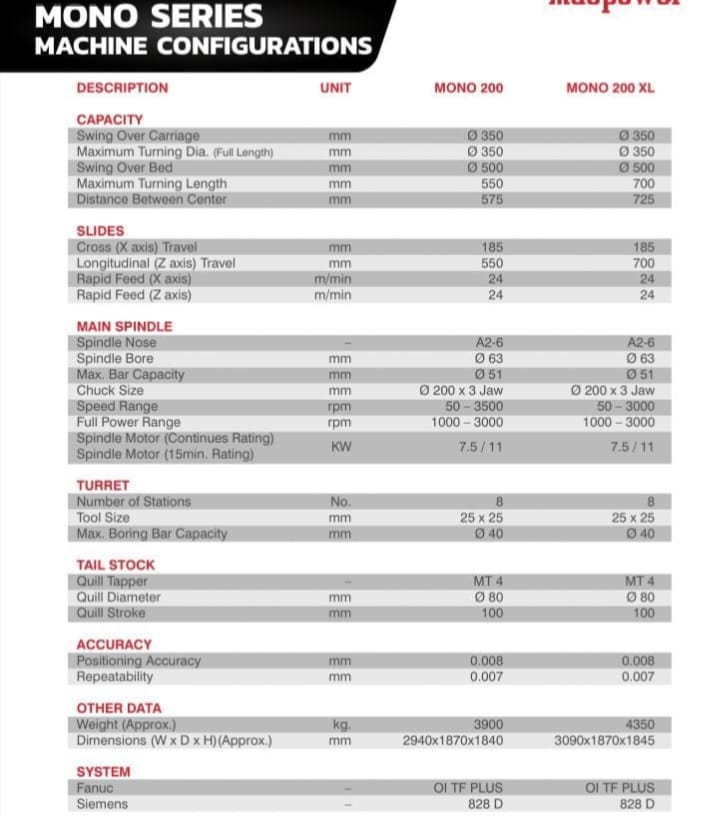 MONO SERIES
MACHINE CONFIGURATIONS
DESCRIPTION UNIT MONO 200 MONO 200 XL
CAPACITY
Swing Over Carriage mm Ø 350 Ø 350
Maximum Turning Dia. (Full Length) mm Ø 350 Ø 350
Swing Over Bed mm Ø 500 Ø 500
Maximum Turning Length mm 550 700
Distance Between Center mm 575 725
SLIDES
Cross (X axis) Travel mm 185 185
Longitudinal (Z axis) Travel mm 550 700
Rapid Feed (X axis) m/min 24 24
Rapid Feed (Z axis) m/min 24 24
MAIN SPINDLE
Spindle Nose – A2-6 A2-6
Spindle Bore mm Ø 63 Ø 63
Max. Bar Capacity mm Ø 51 Ø 51
Chuck Size mm Ø 200 x 3 Jaw Ø 200 x 3 Jaw
Speed Range rpm 50 – 3500 50 – 3000
Full Power Range rpm 1000 – 3000 1000 – 3000
Spindle Motor (Continues Rating)
Spindle Motor (15min. Rating) KW 7.5 / 11 7.5 / 11
TURRET
Number of Stations No. 8 8
Tool Size mm 25 x 25 25 x 25
Max. Boring Bar Capacity mm Ø 40 Ø 40
TAIL STOCK
Quill Tapper – MT 4 MT 4
Quill Diameter mm Ø 80 Ø 80
Quill Stroke mm 100 100
ACCURACY
Positioning Accuracy mm 0.008 0.008
Repeatability mm 0.007 0.007
OTHER DATA
Weight (Approx.) kg. 3900 4350
Dimensions (W x D x H)(Approx.) mm 2940x1870x1840 3090x1870x1845
SYSTEM
Fanuc – OI TF PLUS OI TF PLUS
Siemens – 828 D 828 D